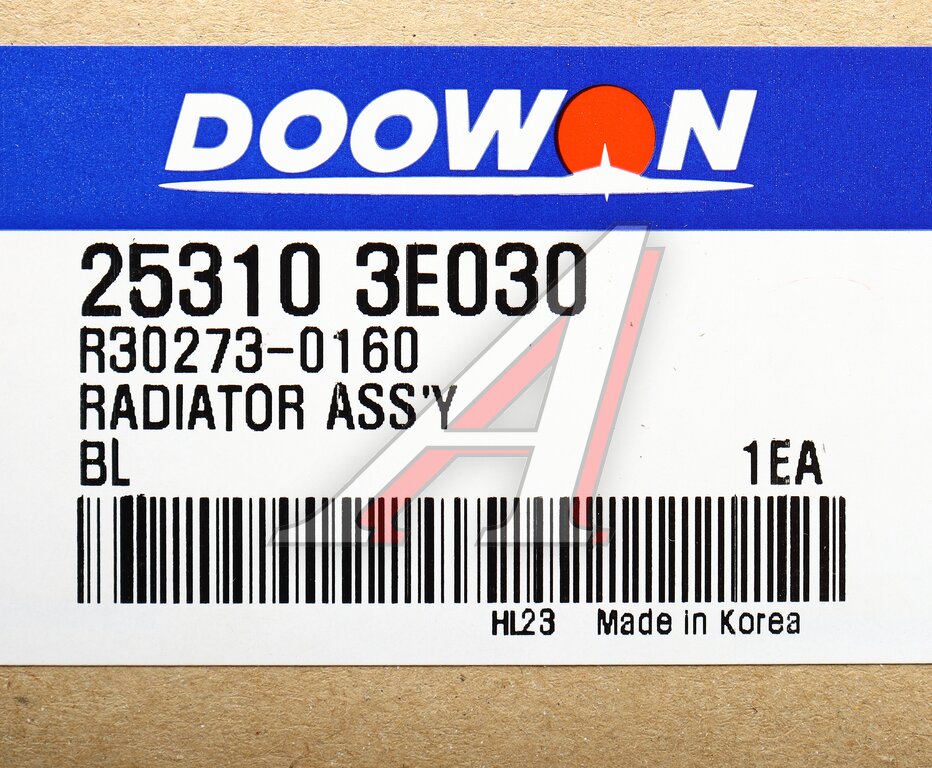 DOOWON
25310 3E030
R30273-0160
RADIATOR ASS'Y
BL 1EA
HL23 Made in Korea